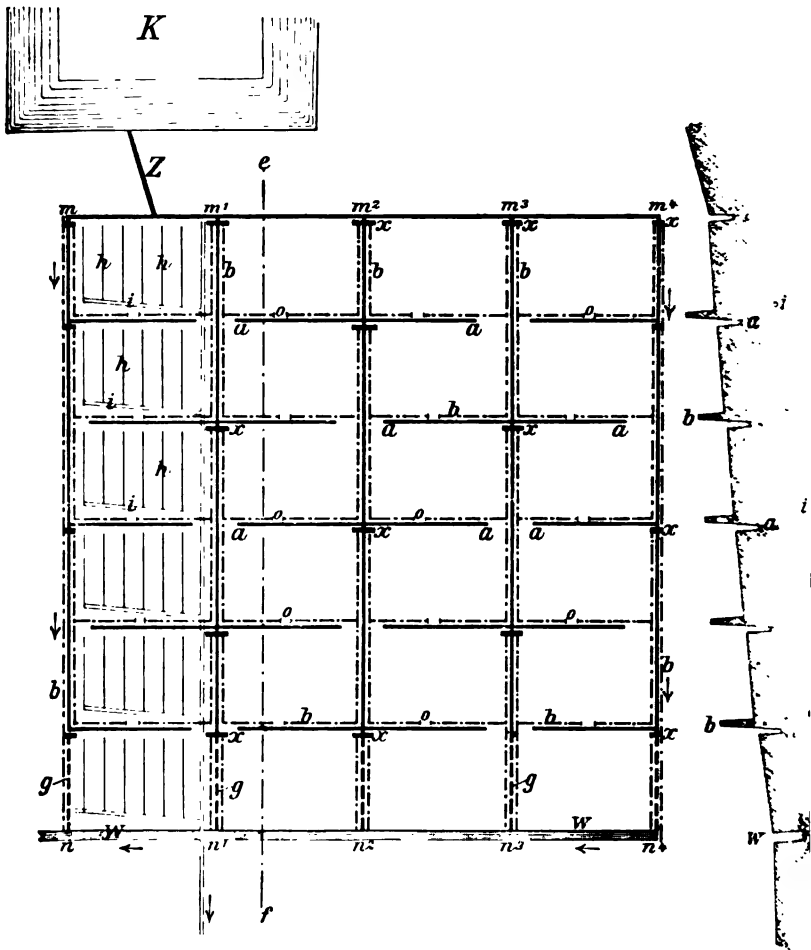 K
Z e
m m¹ m² m³ m⁴
x x x
h h b b b
i o o i
u a a
h
i b b
x a x a
h
i o o i
a x a a x a
o o
b b
b o b b
x x x
g g g
W W W
n n¹ n² n³ n⁴
f